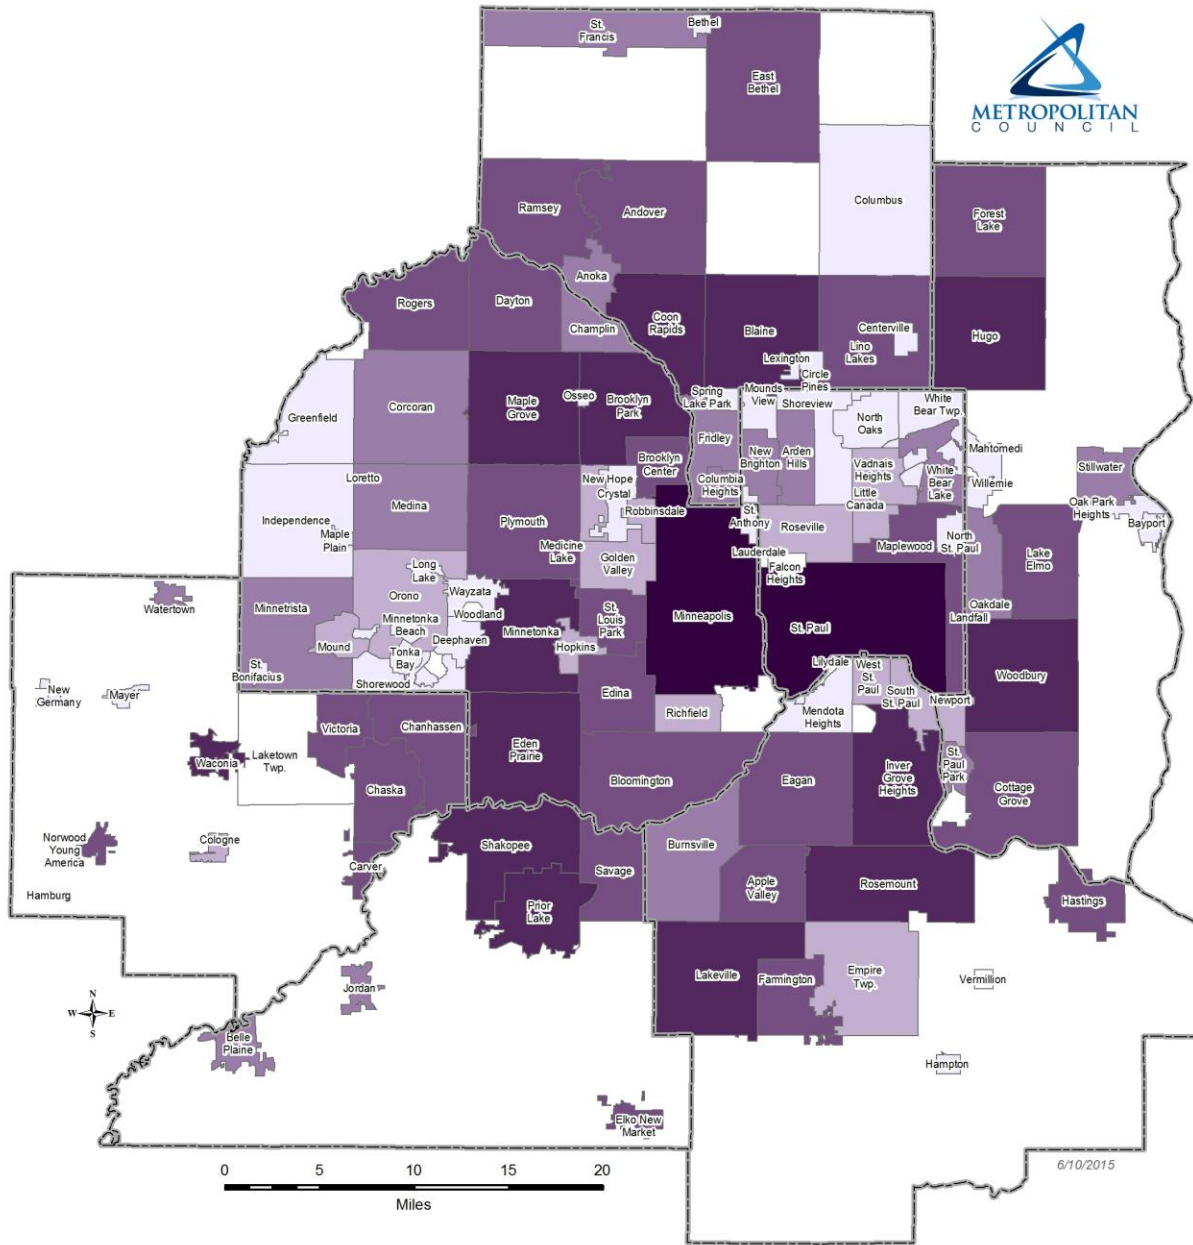 St.
Francis
Bethel
East
Bethel
METROPOLITAN
COUNCIL
Columbus
Ramsey
Andover
Forest
Lake
Anoka
Rogers
Dayton
Champlin
Coon
Rapids
Blaine
Centerville
Lino
Lakes
Hugo
Lexington
Circle
Pines
Greenfield
Corcoran
Maple
Grove
Osseo
Brooklyn
Park
Spring
Lake Park
Mounds
View
Shoreview
North
Oaks
White
Bear Twp.
Fridley
New
Brighton
Arden
Hills
Brooklyn
Center
Mahtomedi
Vadnais
Heights
White
Bear
Lake
Willernie
Stillwater
Loretto
Medina
Independence
Maple
Plain
Plymouth
New Hope
Crystal
Robbinsdale
Columbia
Heights
St.
Anthony
Little
Canada
Oak Park
Heights
Bayport
Medicine
Lake
Golden
Valley
Roseville
Lauderdale
Falcon
Heights
Maplewood
North
St. Paul
Lake
Elmo
Long
Lake
Wayzata
Orono
Watertown
Minnetrista
Minnetonka
Beach
Woodland
Deephaven
Mound
Tonka
Bay
St.
Bonifacius
Shorewood
Minnetonka
St.
Louis
Park
Hopkins
Minneapolis
St. Paul
Oakdale
Landfall
Lilydale
West
St.
Paul
South
St. Paul
Newport
Woodbury
New
Germany
Mayer
Edina
Richfield
Mendota
Heights
Victoria
Chanhassen
Waconia
Laketown
Twp.
Eden
Prairie
Bloomington
Eagan
Inver
Grove
Heights
St.
Paul
Park
Cottage
Grove
Chaska
Norwood
Young
America
Cologne
Carver
Shakopee
Savage
Burnsville
Apple
Valley
Rosemount
Hamburg
Prior
Lake
Hastings
Jordan
Lakeville
Farmington
Empire
Twp.
Vermillion
N
W
E
S
Belle
Plaine
Hampton
Elko New
Market
0 5 10 15 20
Miles
6/10/2015